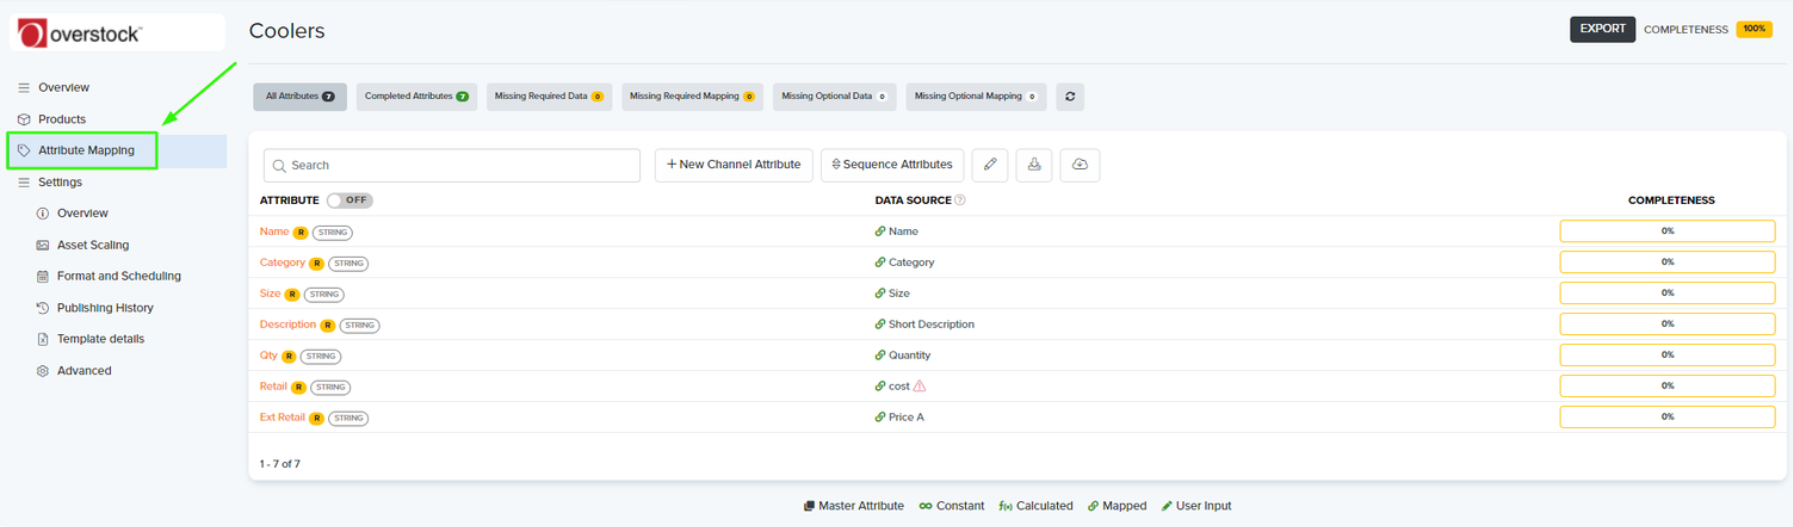 overstock™
Coolers
EXPORT COMPLETENESS 100%
Overview
Products
Attribute Mapping
Settings
Overview
Asset Scaling
Format and Scheduling
Publishing History
Template details
Advanced
All Attributes 7 Completed Attributes 7 Missing Required Data 0 Missing Required Mapping 0 Missing Optional Data 0 Missing Optional Mapping 0
Search + New Channel Attribute Sequence Attributes
ATTRIBUTE OFF DATA SOURCE ? COMPLETENESS
Name R STRING Name 0%
Category R STRING Category 0%
Size R STRING Size 0%
Description R STRING Short Description 0%
Qty R STRING Quantity 0%
Retail R STRING cost 0%
Ext Retail R STRING Price A 0%
1 - 7 of 7
Master Attribute Constant f(x) Calculated Mapped User Input